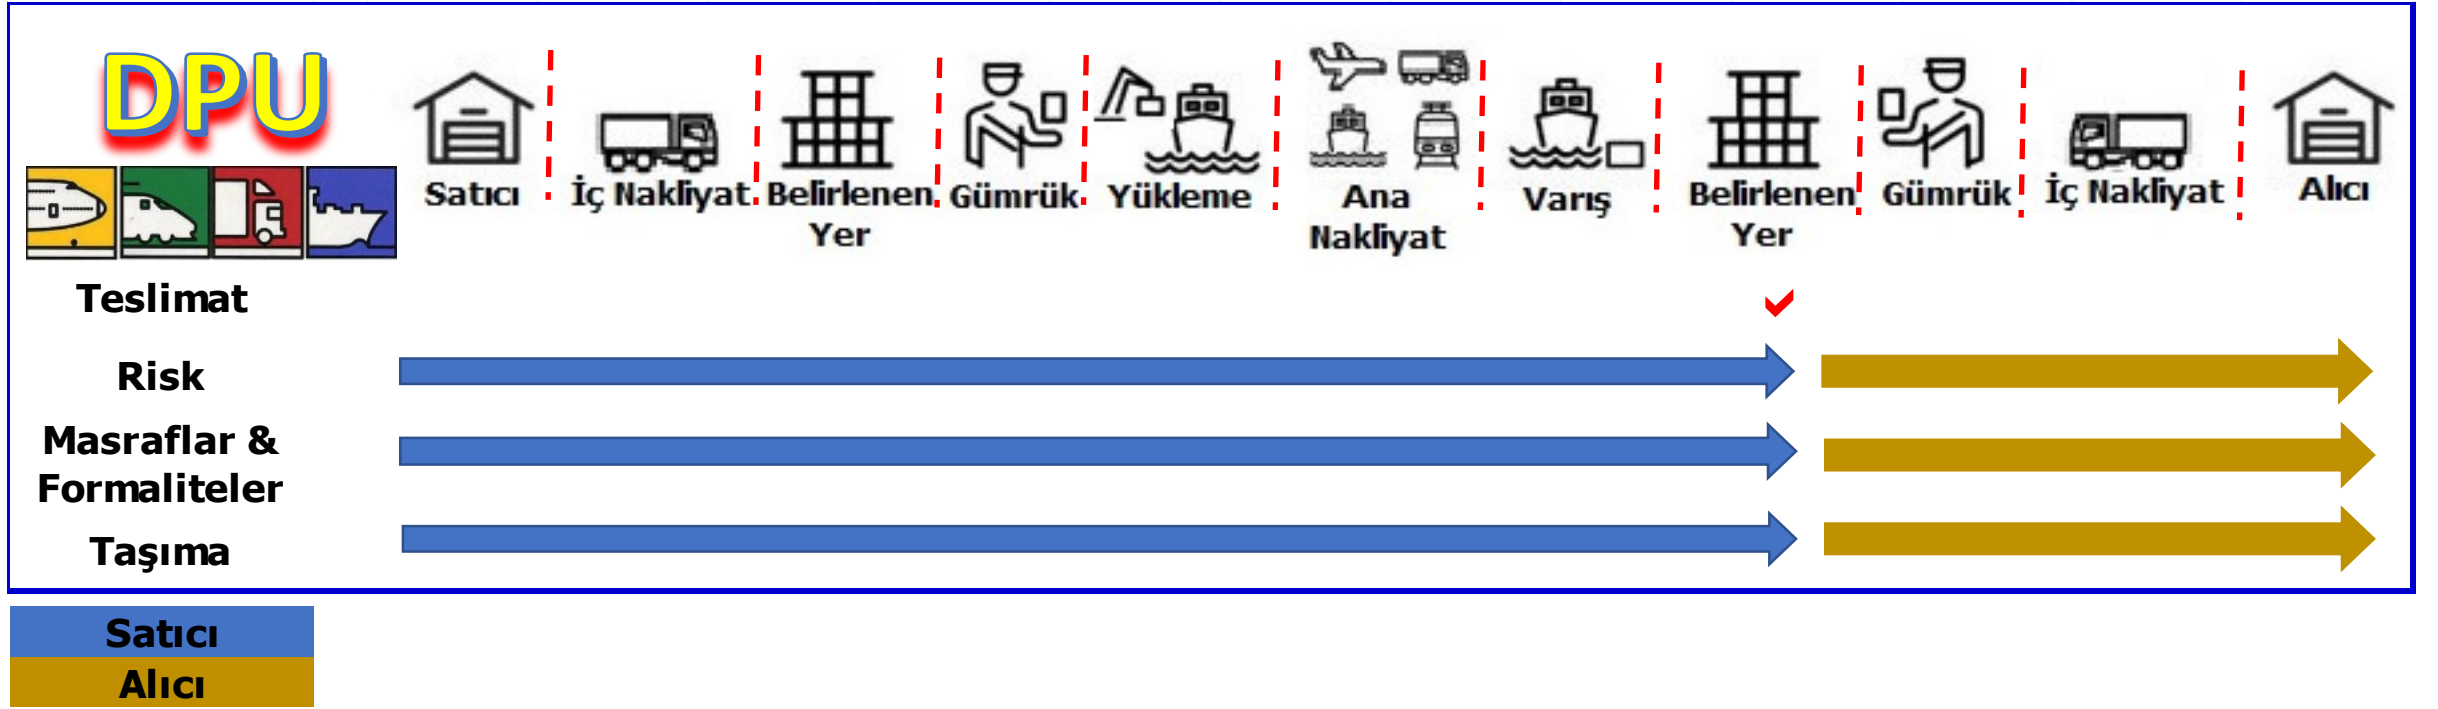 DPU
Satıcı
İç Nakliyat
Belirlenen
Yer
Gümrük
Yükleme
Ana
Nakliyat
Varış
Belirlenen
Yer
Gümrük
İç Nakliyat
Alıcı
Teslimat
Risk
Masraflar &
Formaliteler
Taşıma
Satıcı
Alıcı